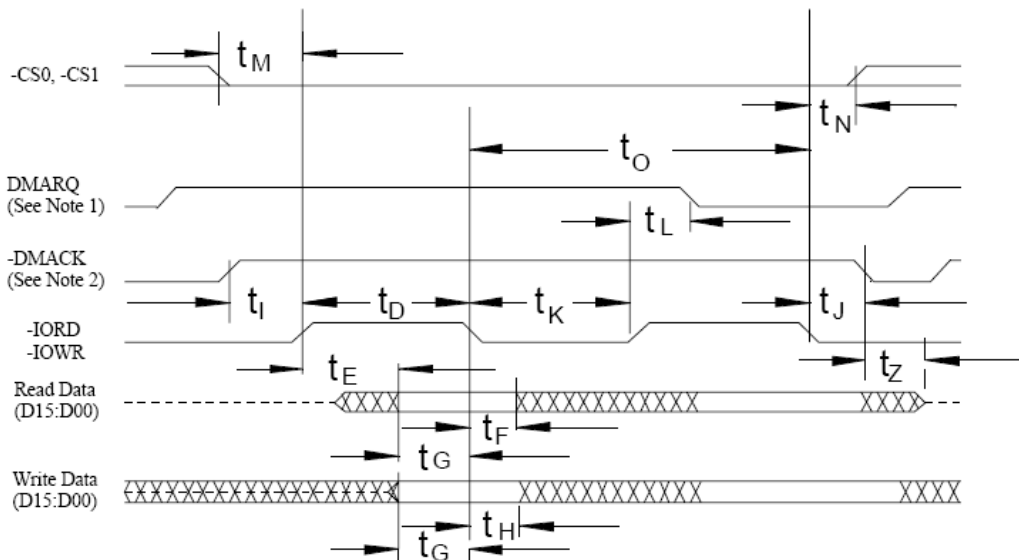 tM
-CS0, -CS1
tN
tO
DMARQ
(See Note 1)
tL
-DMACK
(See Note 2)
tI
tD
tK
tJ
-IORD
-IOWR
tE
tZ
Read Data
(D15:D00)
tF
tG
Write Data
(D15:D00)
tH
tG